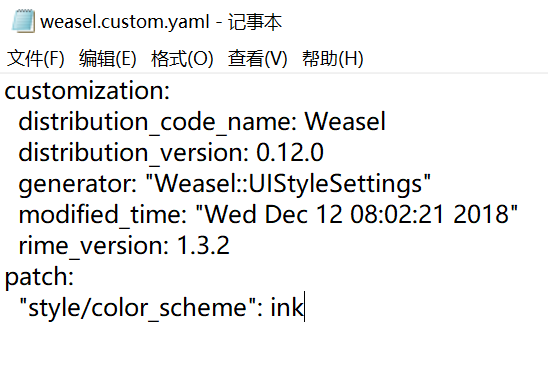 weasel.custom.yaml - 记事本
文件(F) 编辑(E) 格式(O) 查看(V) 帮助(H)
customization:
  distribution_code_name: Weasel
  distribution_version: 0.12.0
  generator: "Weasel::UIStyleSettings"
  modified_time: "Wed Dec 12 08:02:21 2018"
  rime_version: 1.3.2
patch:
  "style/color_scheme": ink